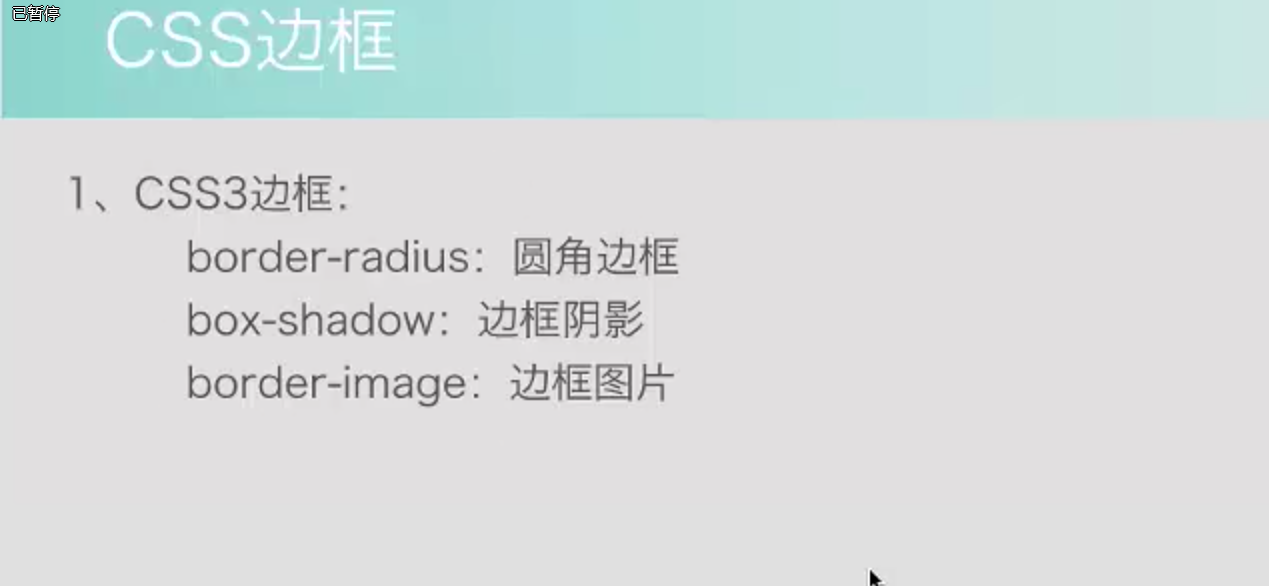 已暂停
CSS边框
1、CSS3边框：
border-radius：圆角边框
box-shadow：边框阴影
border-image：边框图片